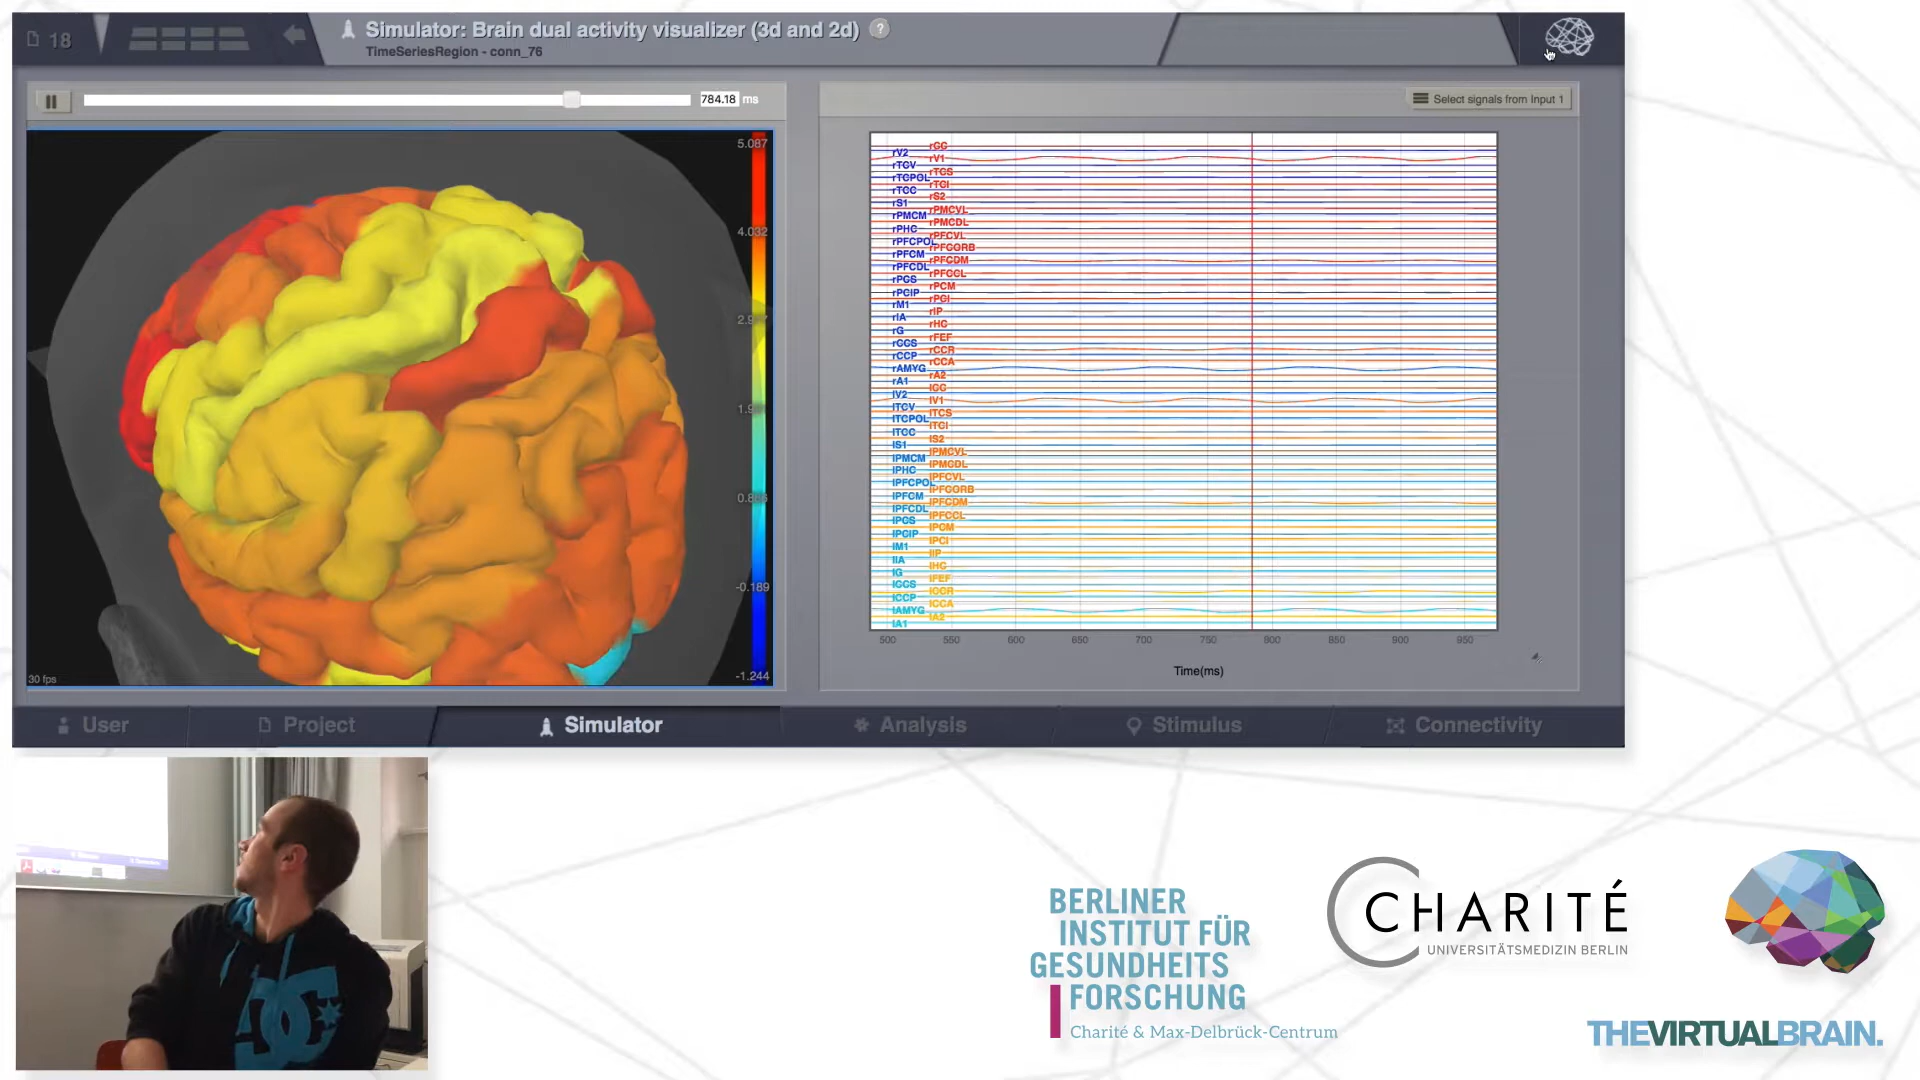 18
Simulator: Brain dual activity visualizer (3d and 2d) ?
TimeSeriesRegion - conn_76
784.18 ms
Select signals from Input 1
5.087
4.032
0.8
-0.189
-1.244
30 fps
rCC
rV2
rV1
rTCV
rTCS
rTCPOL
rTCI
rTCC
rS2
rS1
rPMCVL
rPMCM
rPMCDL
rPHC
rPFCVL
rPFCPOL
rPFCORB
rPFCM
rPFCDM
rPFCDL
rPFCCL
rPCS
rPCM
rPCIP
rPCI
rM1
rIP
rIA
rHC
rG
rFEF
rCCS
rCCR
rCCP
rCCA
rAMYG
rA2
rA1
lCC
lV2
lV1
lTCV
lTCS
lTCPOL
lTCI
lTCC
lS2
lS1
lPMCVL
lPMCM
lPMCDL
lPHC
lPFCVL
lPFCPOL
lPFCORB
lPFCM
lPFCDM
lPFCDL
lPFCCL
lPCS
lPCM
lPCIP
lPCI
lM1
lIP
lIA
lHC
lG
lFEF
lCCS
lCCR
lCCP
lCCA
lAMYG
lA2
lA1
500 550 600 650 700 750 800 850 900 950
Time(ms)
User Project Simulator Analysis Stimulus Connectivity
BERLINER
INSTITUT FÜR
GESUNDHEITS
FORSCHUNG
Charité & Max-Delbrück-Centrum
CHARITÉ
UNIVERSITÄTSMEDIZIN BERLIN
THEVIRTUALBRAIN.